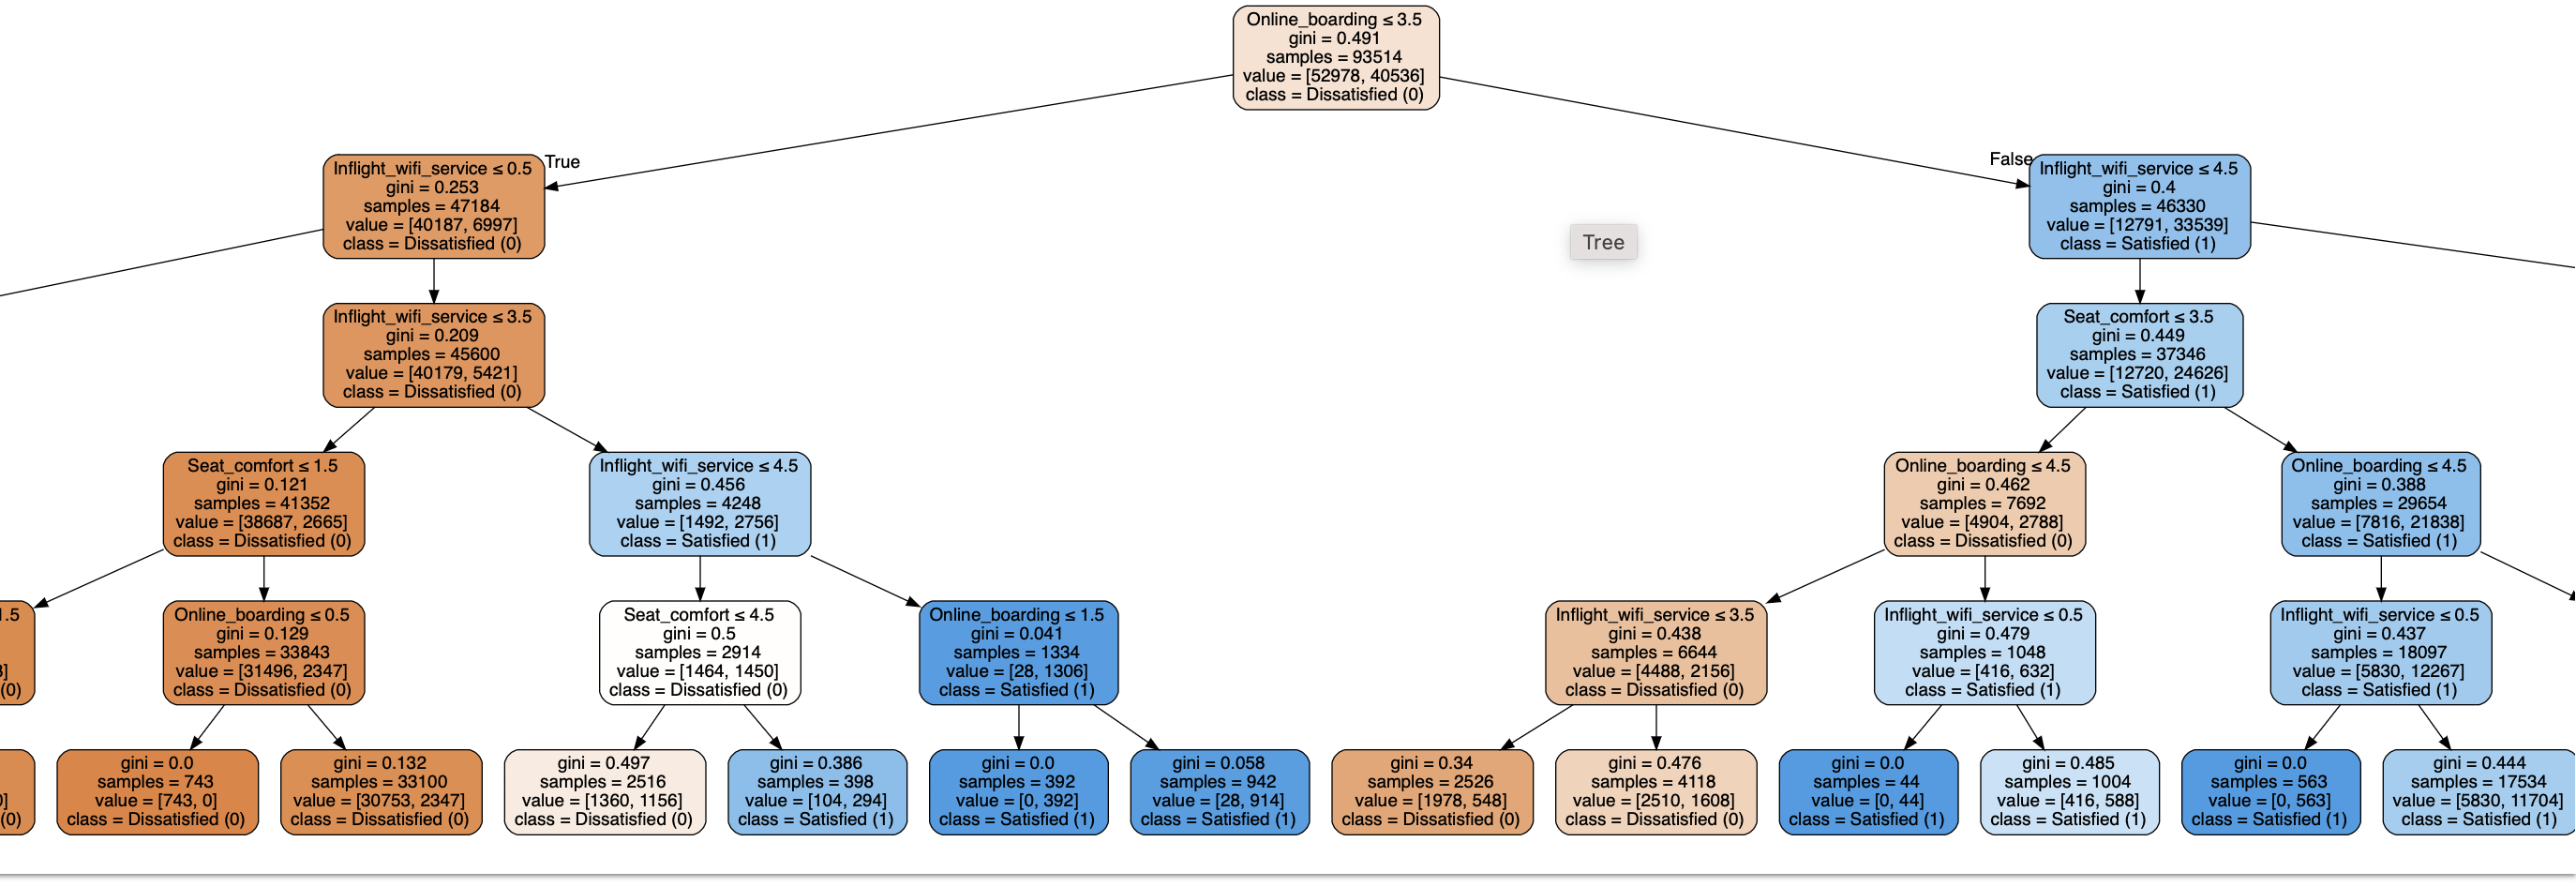 Online_boarding ≤ 3.5
gini = 0.491
samples = 93514
value = [52978, 40536]
class = Dissatisfied (0)
True
False
Inflight_wifi_service ≤ 0.5
gini = 0.253
samples = 47184
value = [40187, 6997]
class = Dissatisfied (0)
Inflight_wifi_service ≤ 4.5
gini = 0.4
samples = 46330
value = [12791, 33539]
class = Satisfied (1)
Tree
Inflight_wifi_service ≤ 3.5
gini = 0.209
samples = 45600
value = [40179, 5421]
class = Dissatisfied (0)
Seat_comfort ≤ 3.5
gini = 0.449
samples = 37346
value = [12720, 24626]
class = Satisfied (1)
Seat_comfort ≤ 1.5
gini = 0.121
samples = 41352
value = [38687, 2665]
class = Dissatisfied (0)
Inflight_wifi_service ≤ 4.5
gini = 0.456
samples = 4248
value = [1492, 2756]
class = Satisfied (1)
Online_boarding ≤ 4.5
gini = 0.462
samples = 7692
value = [4904, 2788]
class = Dissatisfied (0)
Online_boarding ≤ 4.5
gini = 0.388
samples = 29654
value = [7816, 21838]
class = Satisfied (1)
(0)
Online_boarding ≤ 0.5
gini = 0.129
samples = 33843
value = [31496, 2347]
class = Dissatisfied (0)
Seat_comfort ≤ 4.5
gini = 0.5
samples = 2914
value = [1464, 1450]
class = Dissatisfied (0)
Online_boarding ≤ 1.5
gini = 0.041
samples = 1334
value = [28, 1306]
class = Satisfied (1)
Inflight_wifi_service ≤ 3.5
gini = 0.438
samples = 6644
value = [4488, 2156]
class = Dissatisfied (0)
Inflight_wifi_service ≤ 0.5
gini = 0.479
samples = 1048
value = [416, 632]
class = Satisfied (1)
Inflight_wifi_service ≤ 0.5
gini = 0.437
samples = 18097
value = [5830, 12267]
class = Satisfied (1)
(0)
gini = 0.0
samples = 743
value = [743, 0]
class = Dissatisfied (0)
gini = 0.132
samples = 33100
value = [30753, 2347]
class = Dissatisfied (0)
gini = 0.497
samples = 2516
value = [1360, 1156]
class = Dissatisfied (0)
gini = 0.386
samples = 398
value = [104, 294]
class = Satisfied (1)
gini = 0.0
samples = 392
value = [0, 392]
class = Satisfied (1)
gini = 0.058
samples = 942
value = [28, 914]
class = Satisfied (1)
gini = 0.34
samples = 2526
value = [1978, 548]
class = Dissatisfied (0)
gini = 0.476
samples = 4118
value = [2510, 1608]
class = Dissatisfied (0)
gini = 0.0
samples = 44
value = [0, 44]
class = Satisfied (1)
gini = 0.485
samples = 1004
value = [416, 588]
class = Satisfied (1)
gini = 0.0
samples = 563
value = [0, 563]
class = Satisfied (1)
gini = 0.444
samples = 17534
value = [5830, 11704]
class = Satisfied (1)